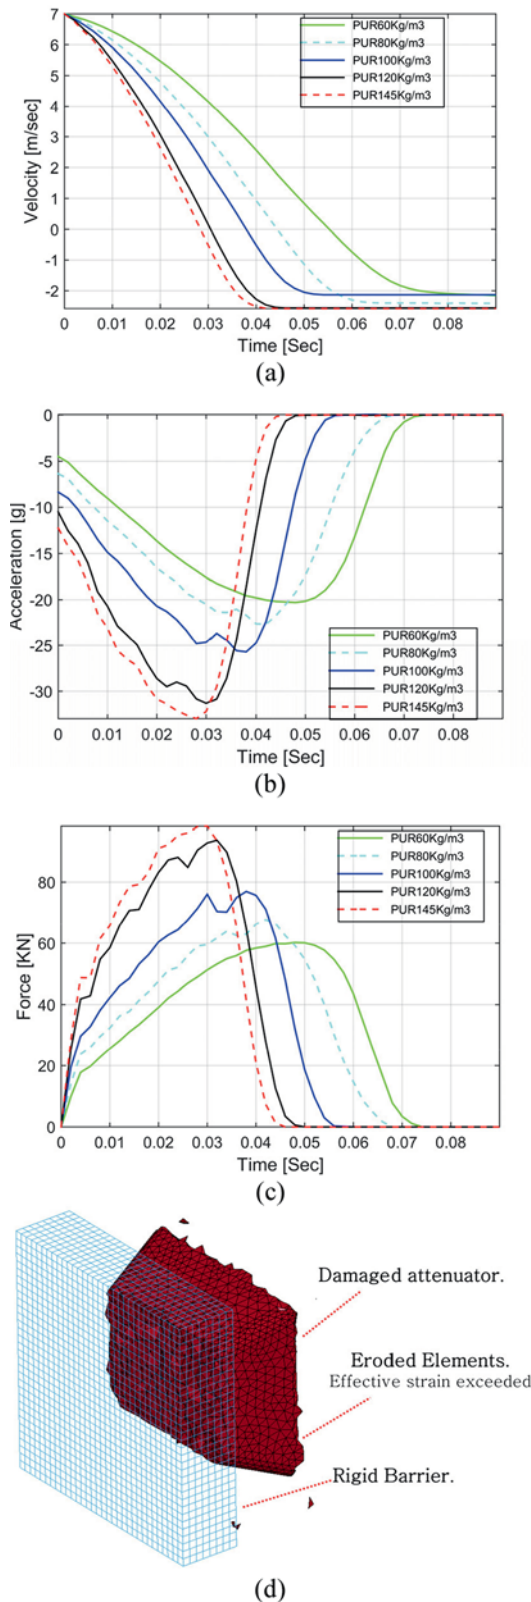 7
6
5
4
3
2
1
0
-1
-2
Velocity [m/sec]
PUR60Kg/m3
PUR80Kg/m3
PUR100Kg/m3
PUR120Kg/m3
PUR145Kg/m3
0 0.01 0.02 0.03 0.04 0.05 0.06 0.07 0.08
Time [Sec]
(a)
0
-5
-10
-15
-20
-25
-30
Acceleration [g]
PUR60Kg/m3
PUR80Kg/m3
PUR100Kg/m3
PUR120Kg/m3
PUR145Kg/m3
0 0.01 0.02 0.03 0.04 0.05 0.06 0.07 0.08
Time [Sec]
(b)
80
60
40
20
0
Force [KN]
PUR60Kg/m3
PUR80Kg/m3
PUR100Kg/m3
PUR120Kg/m3
PUR145Kg/m3
0 0.01 0.02 0.03 0.04 0.05 0.06 0.07 0.08
Time [Sec]
(c)
Damaged attenuator.
Eroded Elements.
Effective strain exceeded
Rigid Barrier.
(d)